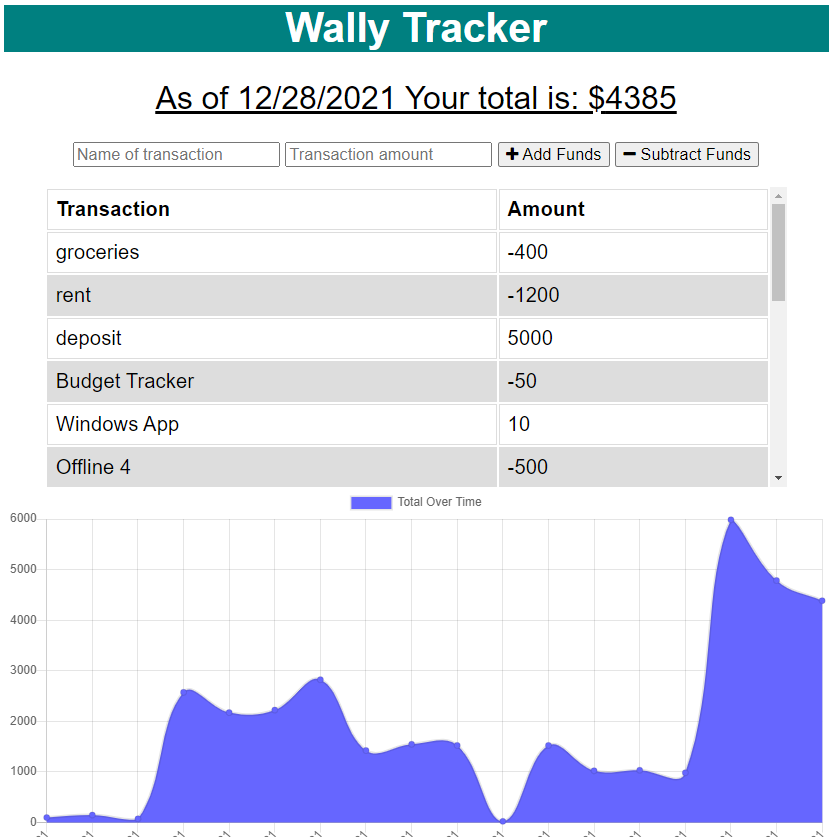 Wally Tracker
As of 12/28/2021 Your total is: $4385
Name of transaction Transaction amount + Add Funds − Subtract Funds
Transaction Amount
groceries -400
rent -1200
deposit 5000
Budget Tracker -50
Windows App 10
Offline 4 -500
Total Over Time
6000
5000
4000
3000
2000
1000
0